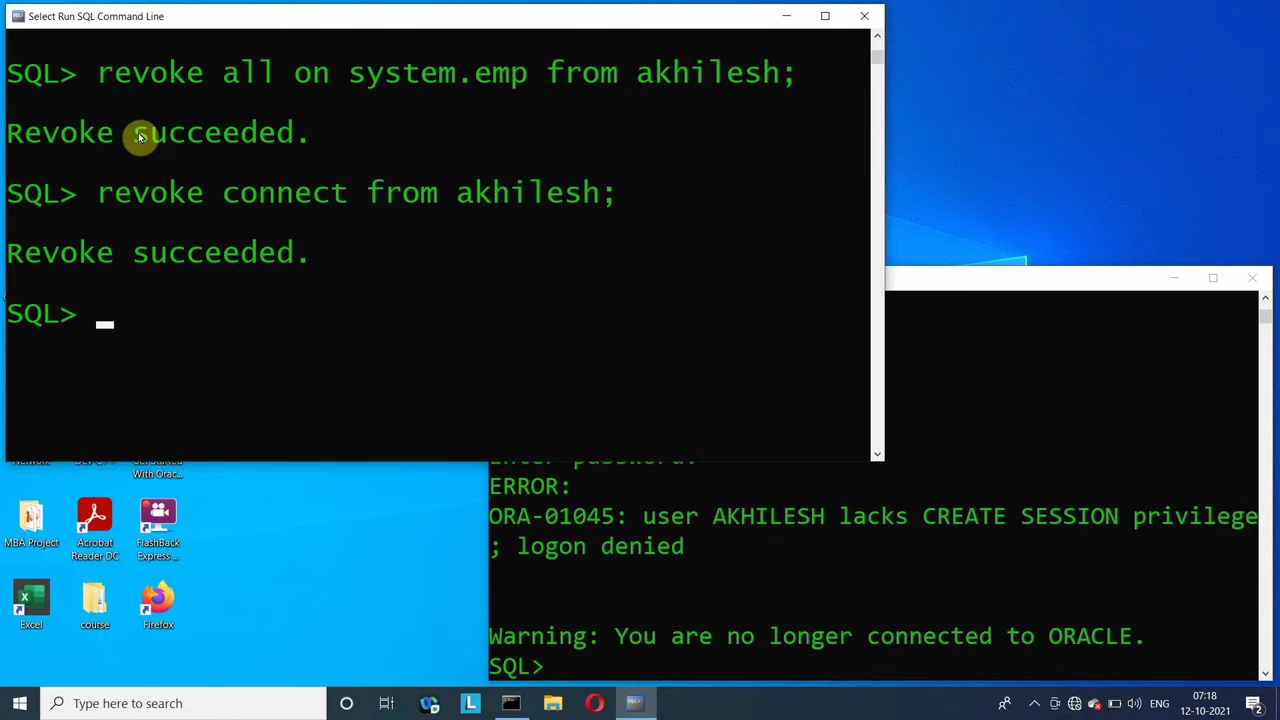 Select Run SQL Command Line
SQL> revoke all on system.emp from akhilesh;
Revoke succeeded.
SQL> revoke connect from akhilesh;
Revoke succeeded.
SQL>
Enter password:
ERROR:
ORA-01045: user AKHILESH lacks CREATE SESSION privilege
; logon denied
Warning: You are no longer connected to ORACLE.
SQL>
With Orac...
MBA Project
Acrobat
Reader DC
FlashBack
Express ...
Excel
course
Firefox
Type here to search
ENG
07:18
12-10-2021
2